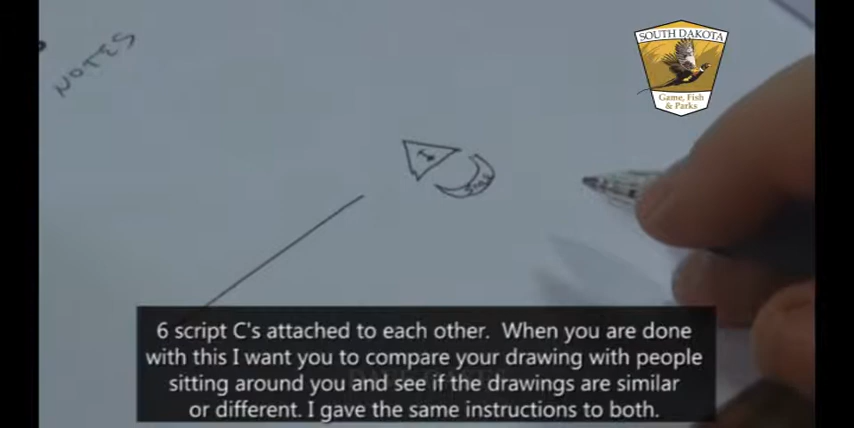 NOTES
SOUTH DAKOTA
Game, Fish
& Parks
6 script C's attached to each other. When you are done
with this I want you to compare your drawing with people
sitting around you and see if the drawings are similar
or different. I gave the same instructions to both.